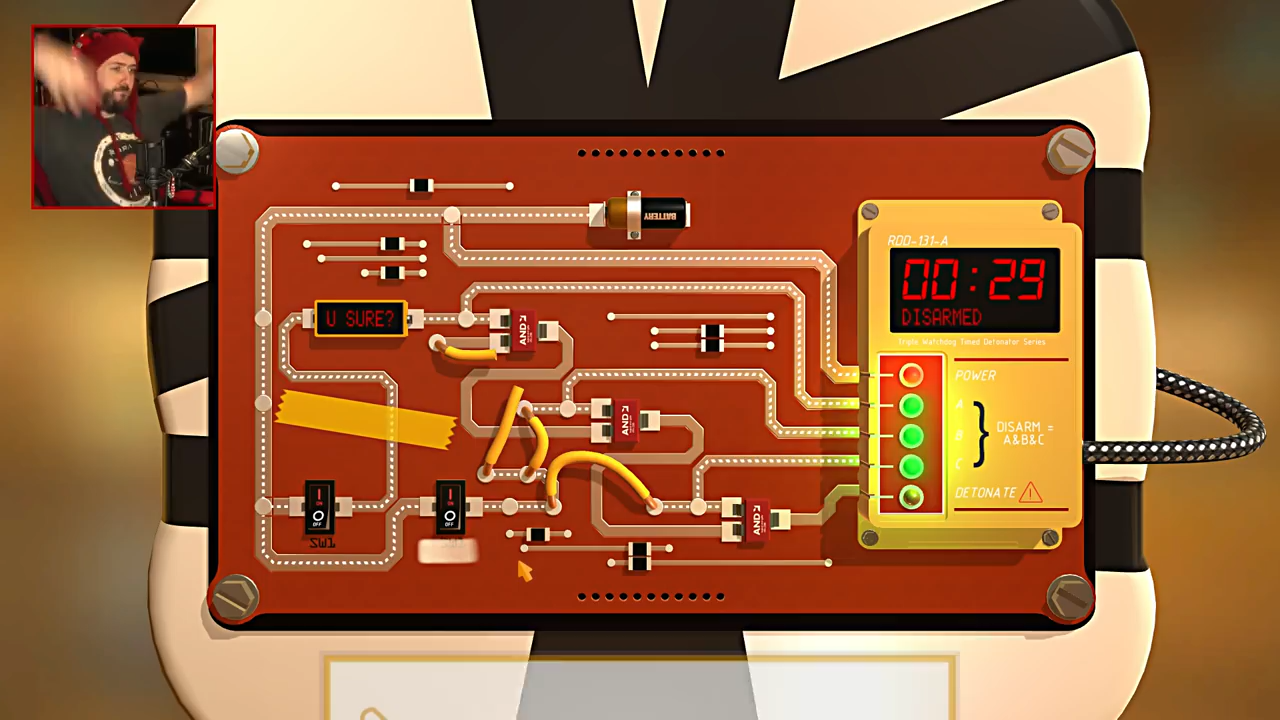 BATTERY
RDD-131-A
00:29
DISARMED
Triple Watchdog Timed Detonator Series
U SURE?
AND
POWER
A
B
C
DISARM =
A&B&C
DETONATE
AND
AND
I
ON
O
OFF
SW1
I
ON
O
OFF